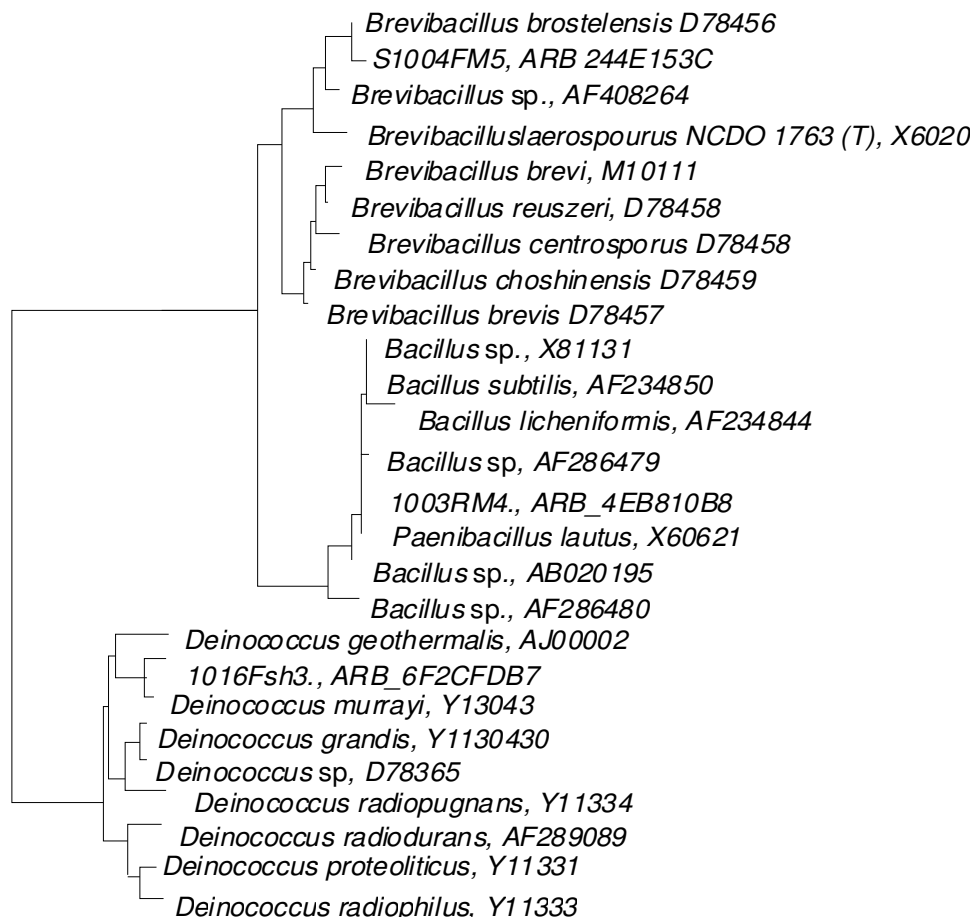 Brevibacillus brostelensis D78456
S1004FM5, ARB 244E153C
Brevibacillus sp., AF408264
Brevibacilluslaerospourus NCDO 1763 (T), X6020
Brevibacillus brevi, M10111
Brevibacillus reuszeri, D78458
Brevibacillus centrosporus D78458
Brevibacillus choshinensis D78459
Brevibacillus brevis D78457
Bacillus sp., X81131
Bacillus subtilis, AF234850
Bacillus licheniformis, AF234844
Bacillus sp, AF286479
1003RM4., ARB_4EB810B8
Paenibacillus lautus, X60621
Bacillus sp., AB020195
Bacillus sp., AF286480
Deinococcus geothermalis, AJ00002
1016Fsh3., ARB_6F2CFDB7
Deinococcus murrayi, Y13043
Deinococcus grandis, Y1130430
Deinococcus sp, D78365
Deinococcus radiopugnans, Y11334
Deinococcus radiodurans, AF289089
Deinococcus proteoliticus, Y11331
Deinococcus radiophilus, Y11333